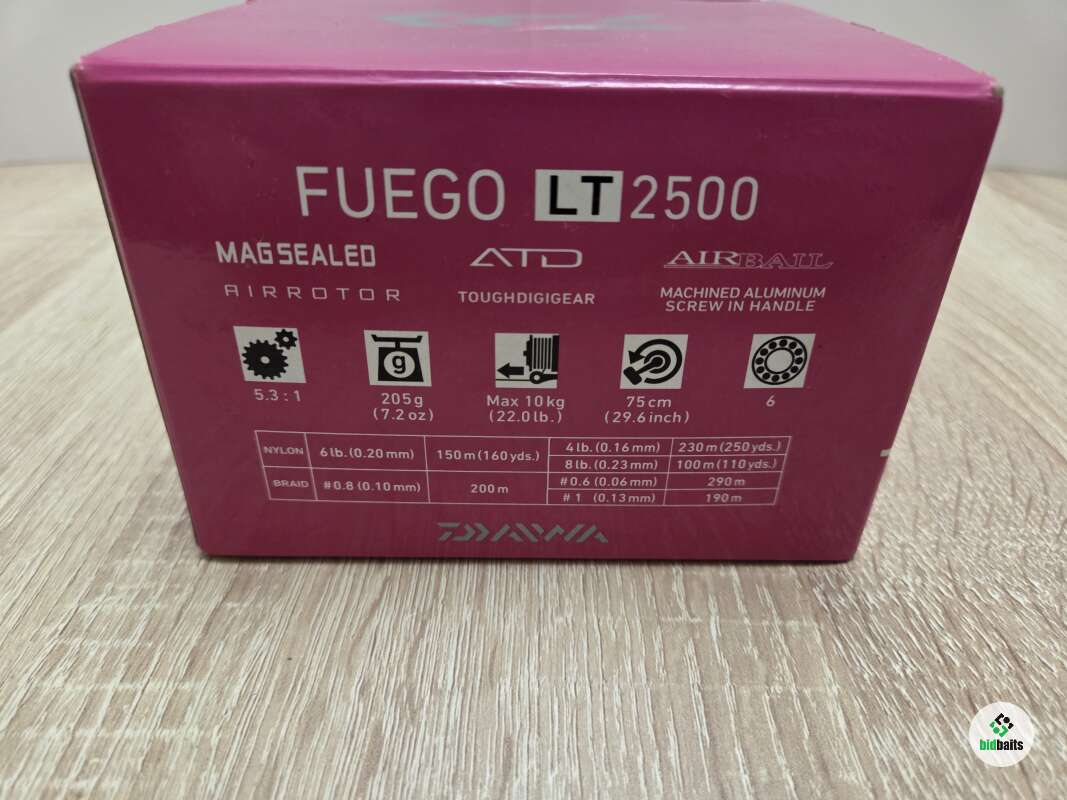 FUEGO LT 2500
MAGSEALED ATD AIRBAIL
AIRROTOR TOUGHDIGIGEAR MACHINED ALUMINUM
SCREW IN HANDLE
g
5.3 : 1 205g Max 10kg 75cm 6
(7.2 oz) (22.0 lb.) (29.6 inch)
NYLON 6 lb. (0.20 mm) 150 m (160 yds.) 4 lb. (0.16 mm) 230 m (250 yds.)
8 lb. (0.23 mm) 100 m (110 yds.)
BRAID #0.8 (0.10 mm) 200 m #0.6 (0.06 mm) 290 m
#1 (0.13 mm) 190 m
DAIWA
bidbaits